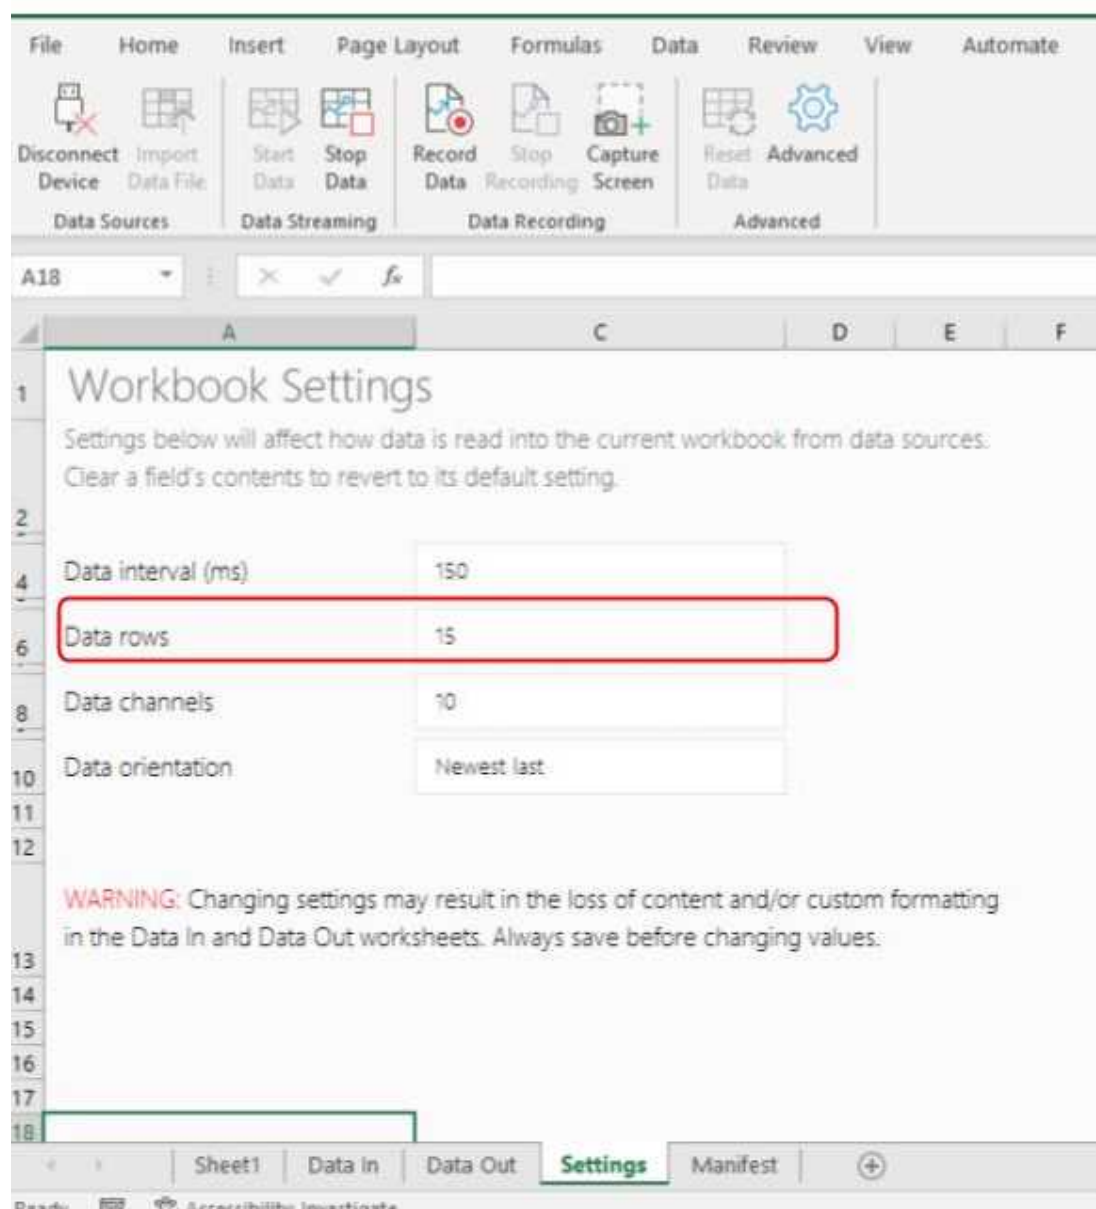 File Home Insert Page Layout Formulas Data Review View Automate
Disconnect Import Start Stop Record Stop Capture Reset Advanced
Device Data File Data Data Data Recording Screen Data
Data Sources Data Streaming Data Recording Advanced
A18 fx
A C D E F
1 Workbook Settings
Settings below will affect how data is read into the current workbook from data sources.
Clear a field's contents to revert to its default setting.
2
4 Data interval (ms) 150
6 Data rows 15
8 Data channels 10
10 Data orientation Newest last
11
12
WARNING: Changing settings may result in the loss of content and/or custom formatting
in the Data In and Data Out worksheets. Always save before changing values.
13
14
15
16
17
18
Sheet1 Data In Data Out Settings Manifest
Ready Accessibility: Investigate